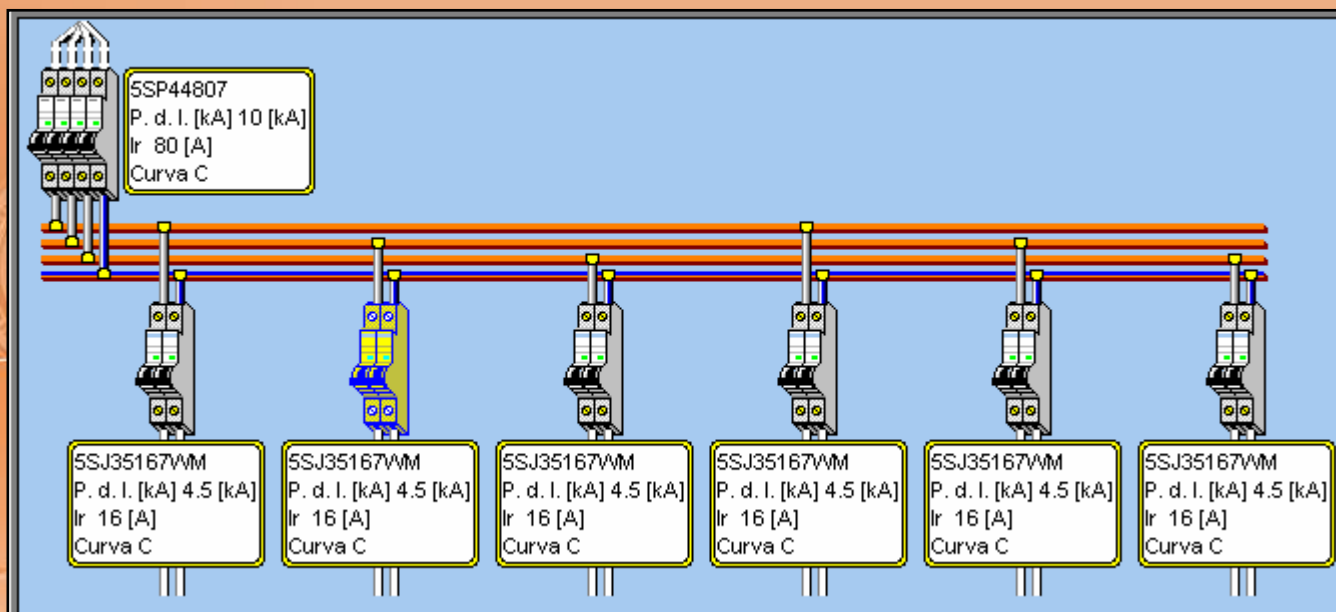 5SP44807
P. d. I. [kA] 10 [kA]
Ir 80 [A]
Curva C
5SJ35167WM
P. d. I. [kA] 4.5 [kA]
Ir 16 [A]
Curva C
5SJ35167WM
P. d. I. [kA] 4.5 [kA]
Ir 16 [A]
Curva C
5SJ35167WM
P. d. I. [kA] 4.5 [kA]
Ir 16 [A]
Curva C
5SJ35167WM
P. d. I. [kA] 4.5 [kA]
Ir 16 [A]
Curva C
5SJ35167WM
P. d. I. [kA] 4.5 [kA]
Ir 16 [A]
Curva C
5SJ35167WM
P. d. I. [kA] 4.5 [kA]
Ir 16 [A]
Curva C